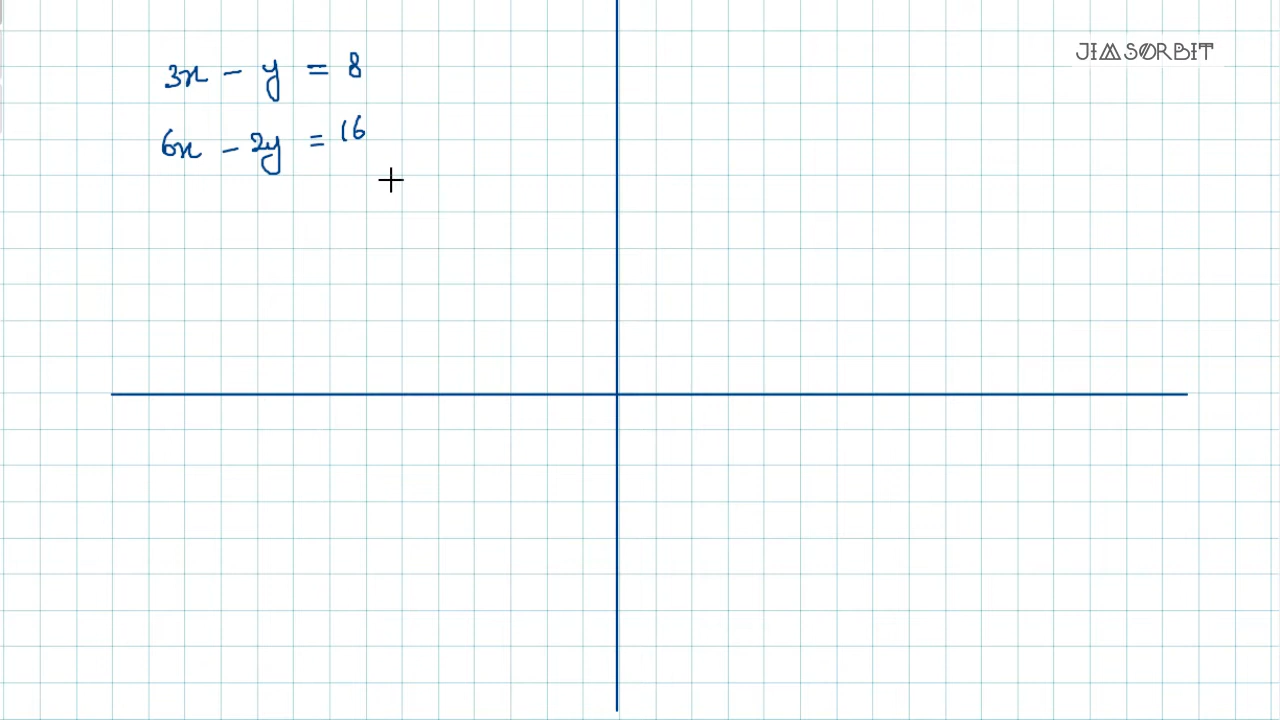 3x - y = 8
6x - 2y = 16
JIMSORBIT